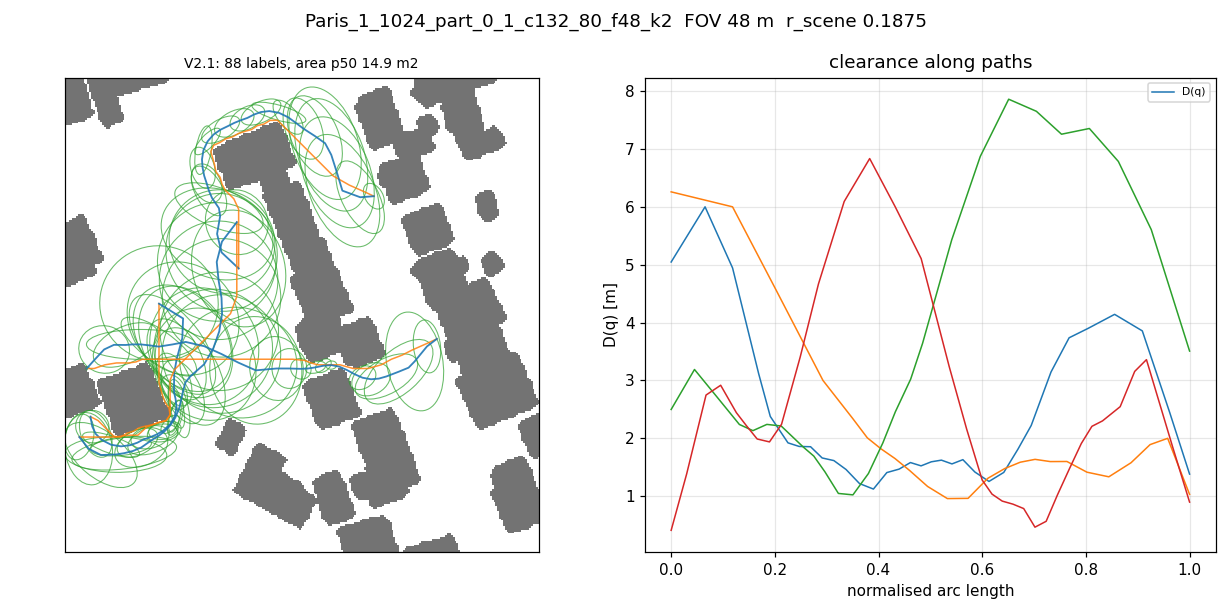 Paris_1_1024_part_0_1_c132_80_f48_k2  FOV 48 m  r_scene 0.1875
V2.1: 88 labels, area p50 14.9 m2
clearance along paths
D(q)
8
7
6
5
4
3
2
1
D(q) [m]
0.0 0.2 0.4 0.6 0.8 1.0
normalised arc length